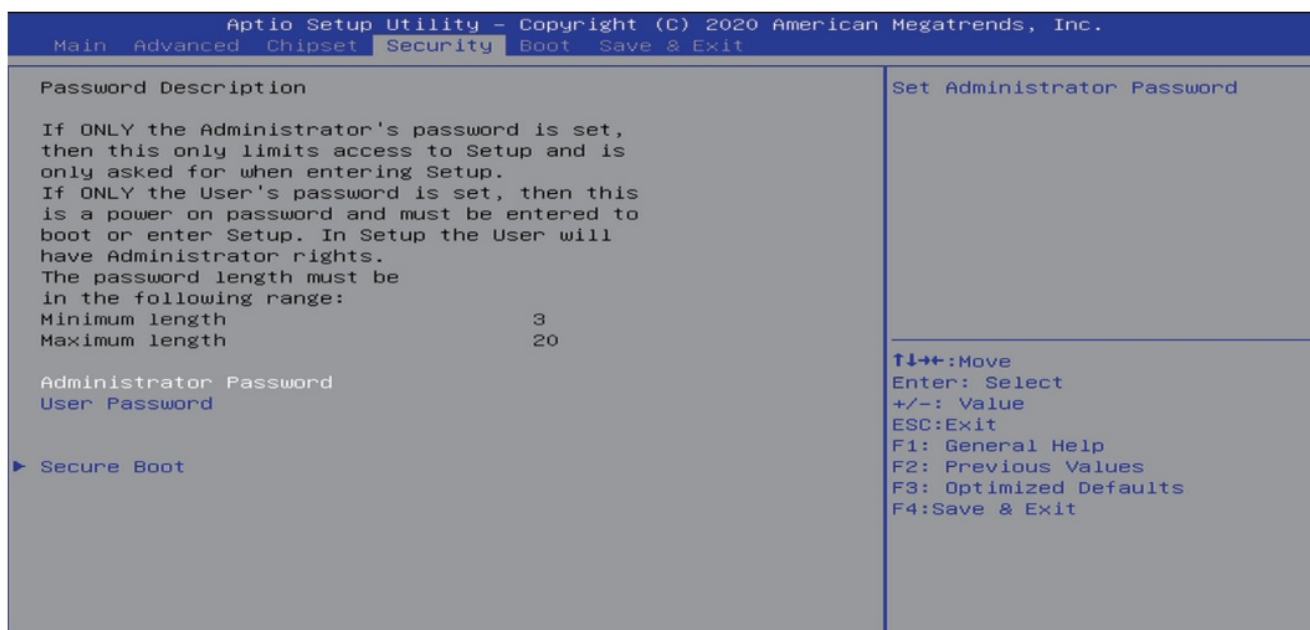 Aptio Setup Utility – Copyright (C) 2020 American Megatrends, Inc.
Main Advanced Chipset Security Boot Save & Exit
Password Description
If ONLY the Administrator's password is set,
then this only limits access to Setup and is
only asked for when entering Setup.
If ONLY the User's password is set, then this
is a power on password and must be entered to
boot or enter Setup. In Setup the User will
have Administrator rights.
The password length must be
in the following range:
Minimum length 3
Maximum length 20
Administrator Password
User Password
► Secure Boot
Set Administrator Password
↑↓→←:Move
Enter: Select
+/-: Value
ESC:Exit
F1: General Help
F2: Previous Values
F3: Optimized Defaults
F4:Save & Exit